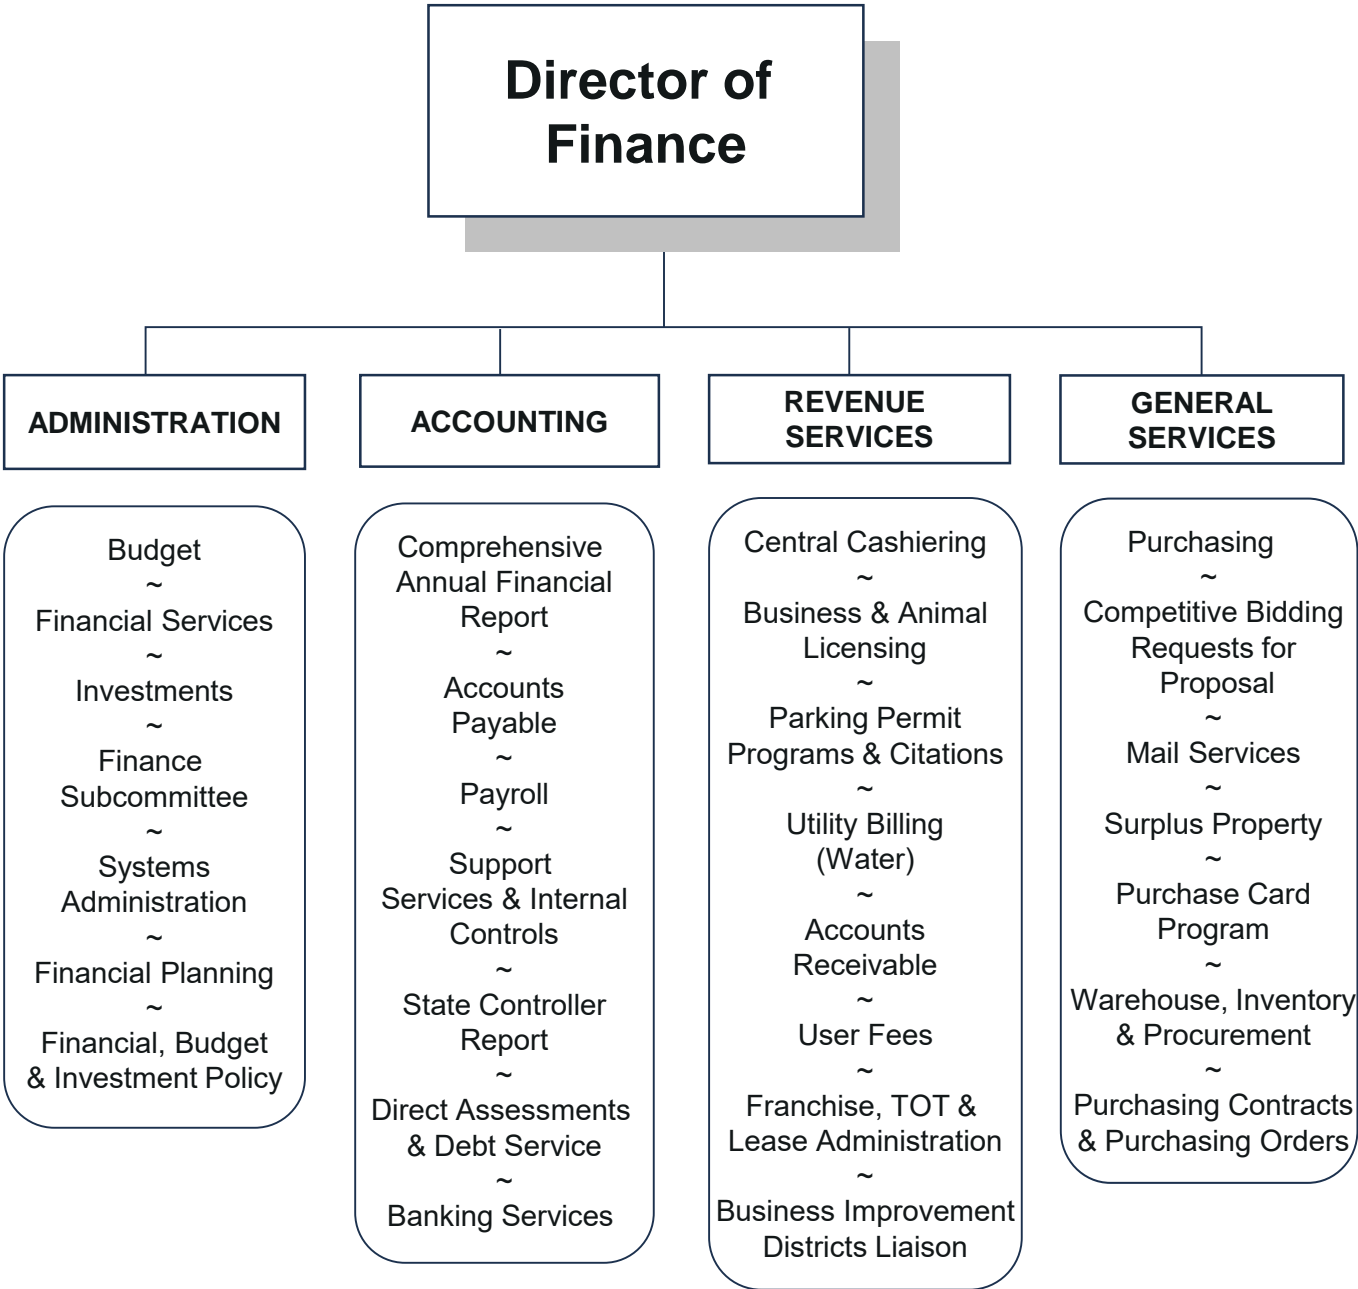 Director of
Finance
ADMINISTRATION
Budget
~
Financial Services
~
Investments
~
Finance
Subcommittee
~
Systems
Administration
~
Financial Planning
~
Financial, Budget
& Investment Policy
ACCOUNTING
Comprehensive
Annual Financial
Report
~
Accounts
Payable
~
Payroll
~
Support
Services & Internal
Controls
~
State Controller
Report
~
Direct Assessments
& Debt Service
~
Banking Services
REVENUE
SERVICES
Central Cashiering
~
Business & Animal
Licensing
~
Parking Permit
Programs & Citations
~
Utility Billing
(Water)
~
Accounts
Receivable
~
User Fees
~
Franchise, TOT &
Lease Administration
~
Business Improvement
Districts Liaison
GENERAL
SERVICES
Purchasing
~
Competitive Bidding
Requests for
Proposal
~
Mail Services
~
Surplus Property
~
Purchase Card
Program
~
Warehouse, Inventory
& Procurement
~
Purchasing Contracts
& Purchasing Orders